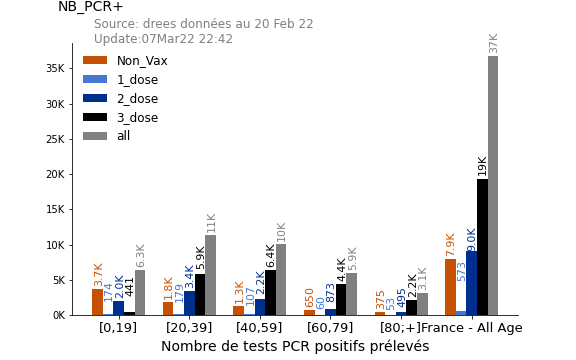 NB_PCR+
Source: drees données au 20 Feb 22
Update:07Mar22 22:42
Non_Vax
1_dose
2_dose
3_dose
all
35K
30K
25K
20K
15K
10K
5K
0K
3.7K 174 2.0K 441 6.3K
1.8K 179 3.4K 5.9K 11K
1.3K 107 2.2K 6.4K 10K
650 60 873 4.4K 5.9K
375 53 495 2.2K 3.1K
7.9K 573 9.0K 19K 37K
[0,19] [20,39] [40,59] [60,79] [80;+] France - All Age
Nombre de tests PCR positifs prélevés